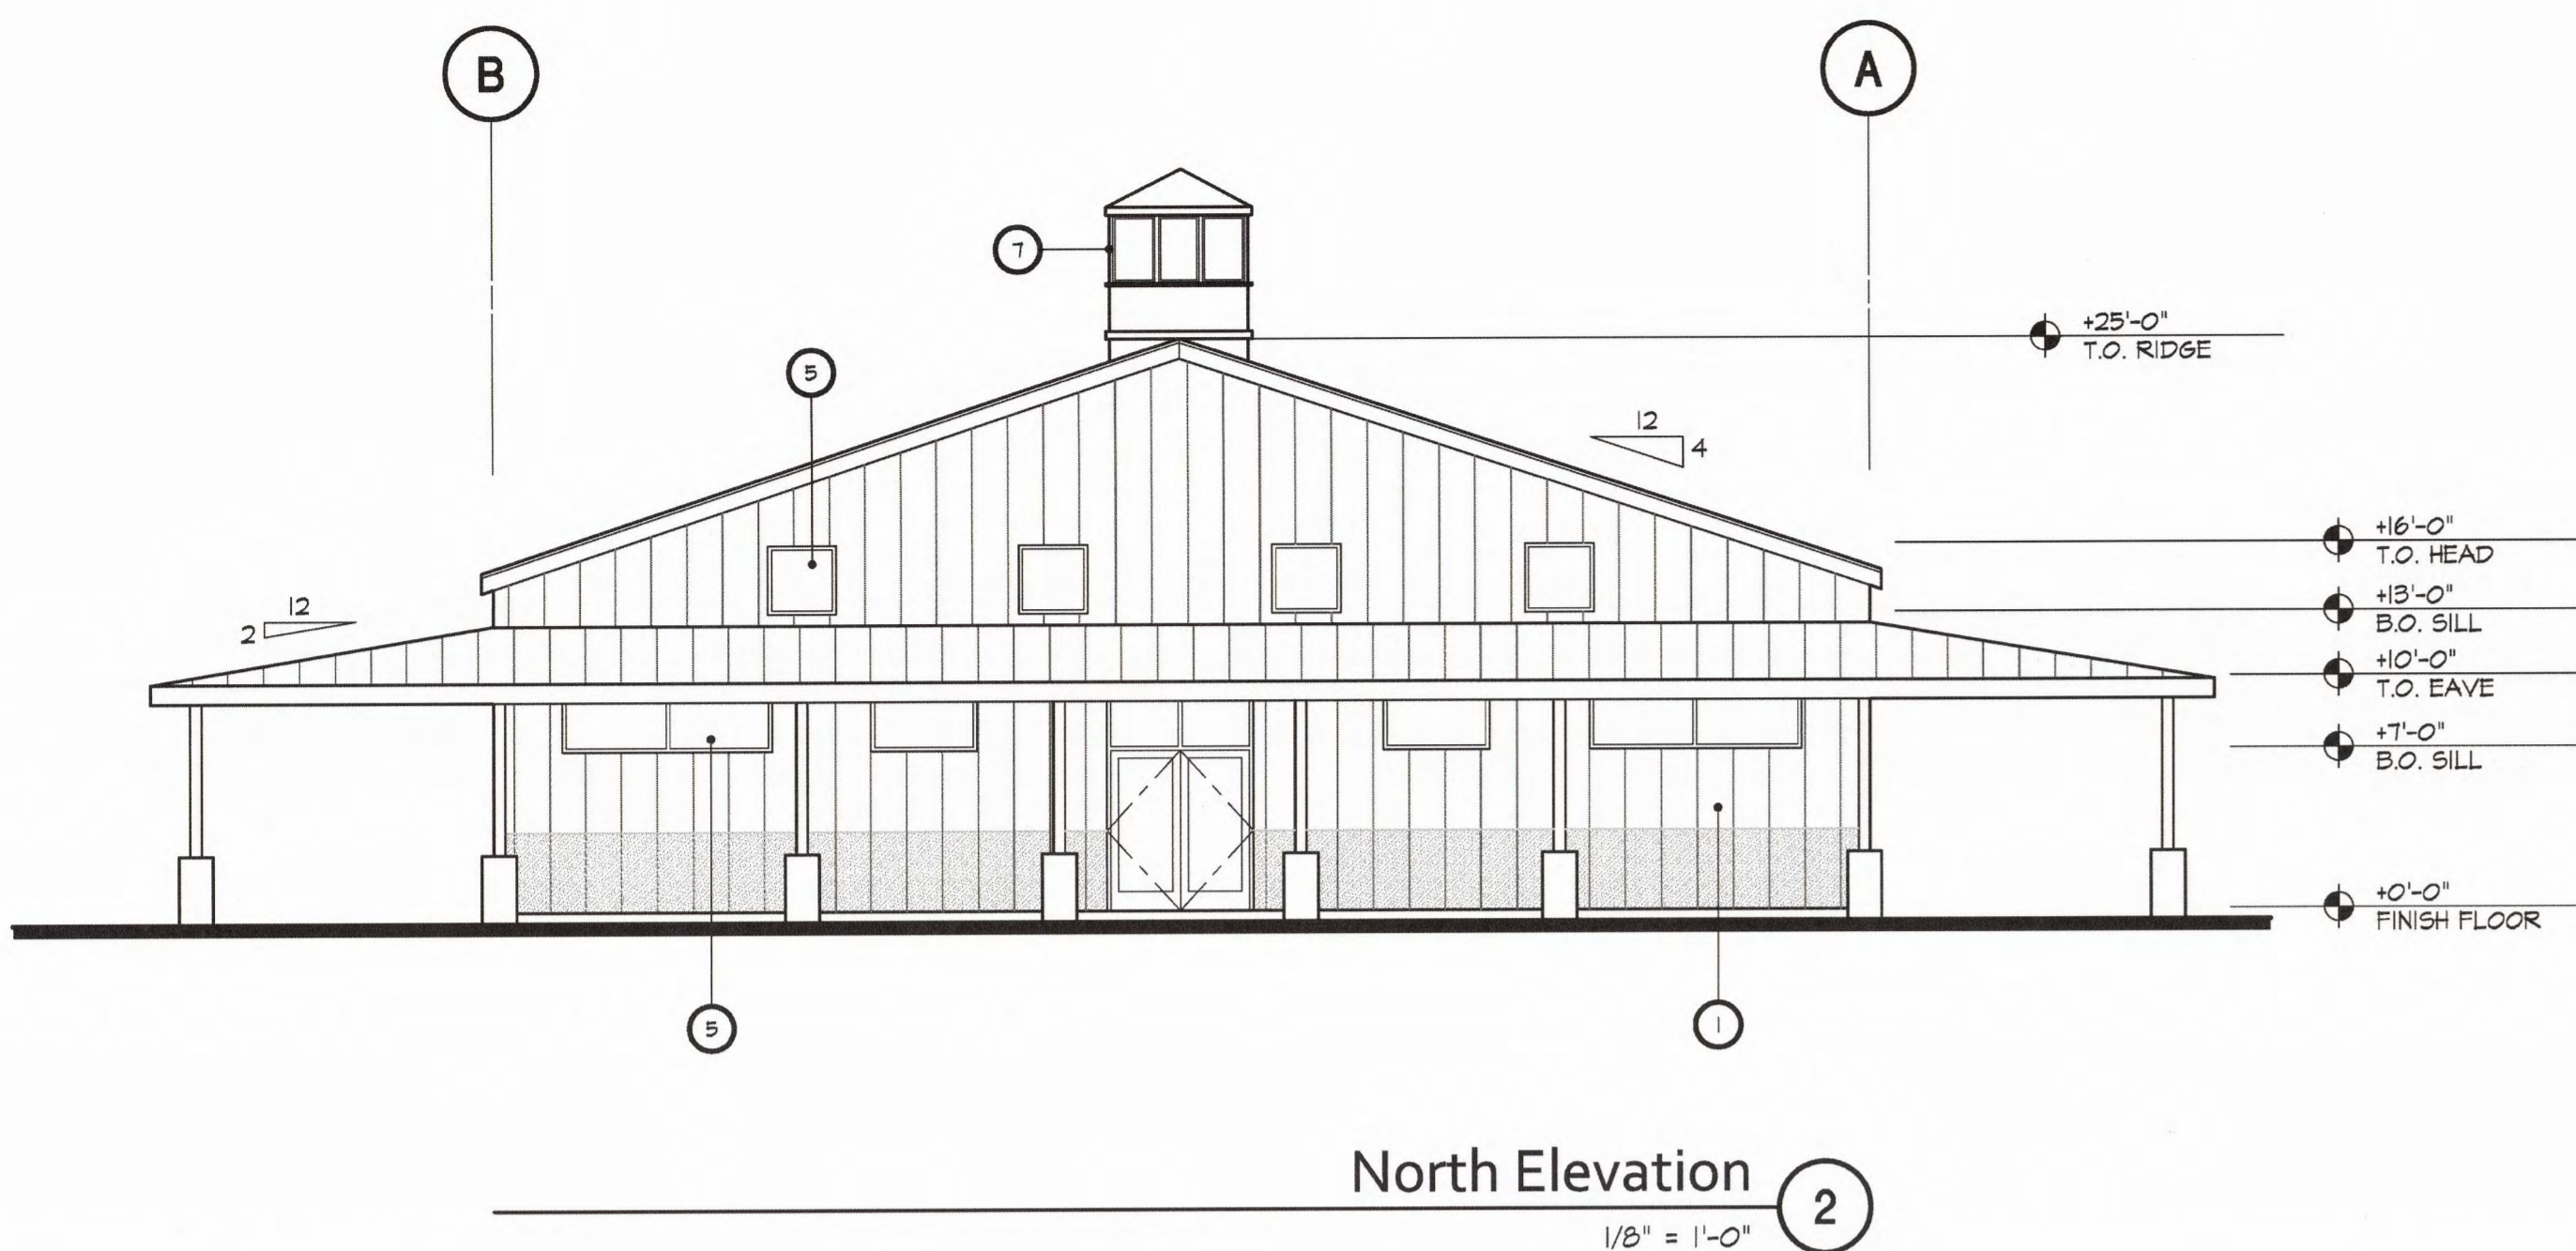 B
A
7
+25'-0"
T.O. RIDGE
5
12
4
+16'-0"
T.O. HEAD
12
2
+13'-0"
B.O. SILL
+10'-0"
T.O. EAVE
+7'-0"
B.O. SILL
+0'-0"
FINISH FLOOR
5
1
North Elevation
2
1/8" = 1'-0"